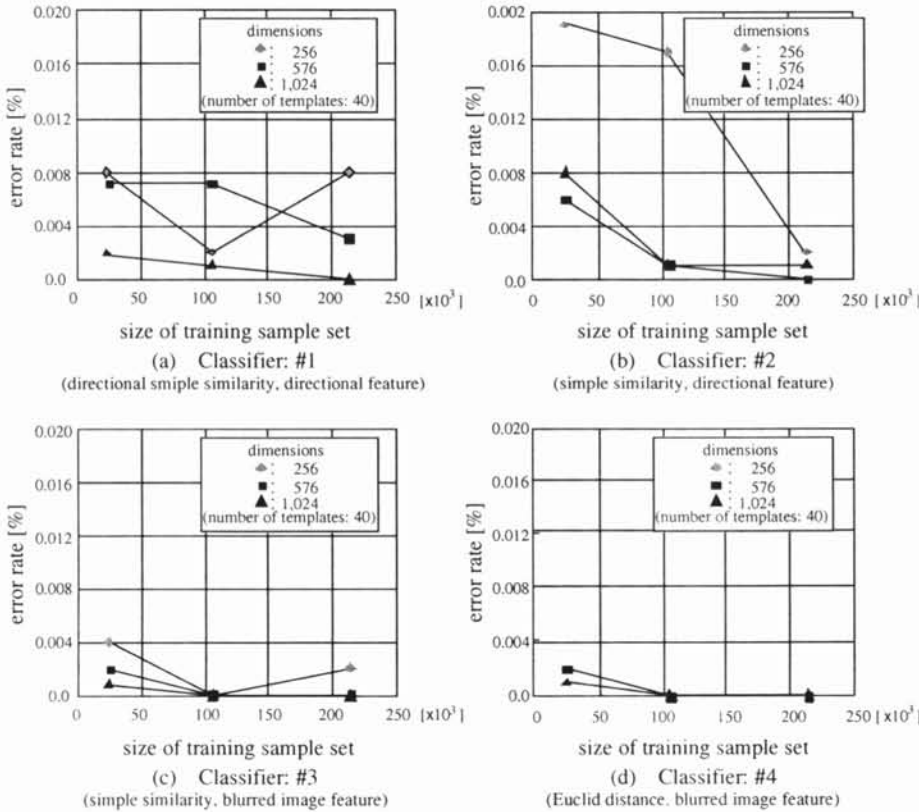 0.020
0.016
0.012
0.008
0.004
0.0
error rate [%]
dimensions
: 256
: 576
: 1,024
(number of templates: 40)
0 50 100 150 200 250 [x10³]
size of training sample set
(a) Classifier: #1
(directional smiple similarity, directional feature)
0.002
0.016
0.012
0.008
0.004
0.0
error rate [%]
dimensions
: 256
: 576
: 1,024
(number of templates: 40)
0 50 100 150 200 250 [x10³]
size of training sample set
(b) Classifier: #2
(simple similarity, directional feature)
0.020
0.016
0.012
0.008
0.004
0.0
error rate [%]
dimensions
: 256
: 576
: 1,024
(number of templates: 40)
0 50 100 150 200 250 [x10³]
size of training sample set
(c) Classifier: #3
(simple similarity, blurred image feature)
0.020
0.016
0.012
0.008
0.004
0.0
error rate [%]
dimensions
: 256
: 576
: 1,024
(number of templates: 40)
0 50 100 150 200 250 [x10³]
size of training sample set
(d) Classifier: #4
(Euclid distance. blurred image feature)